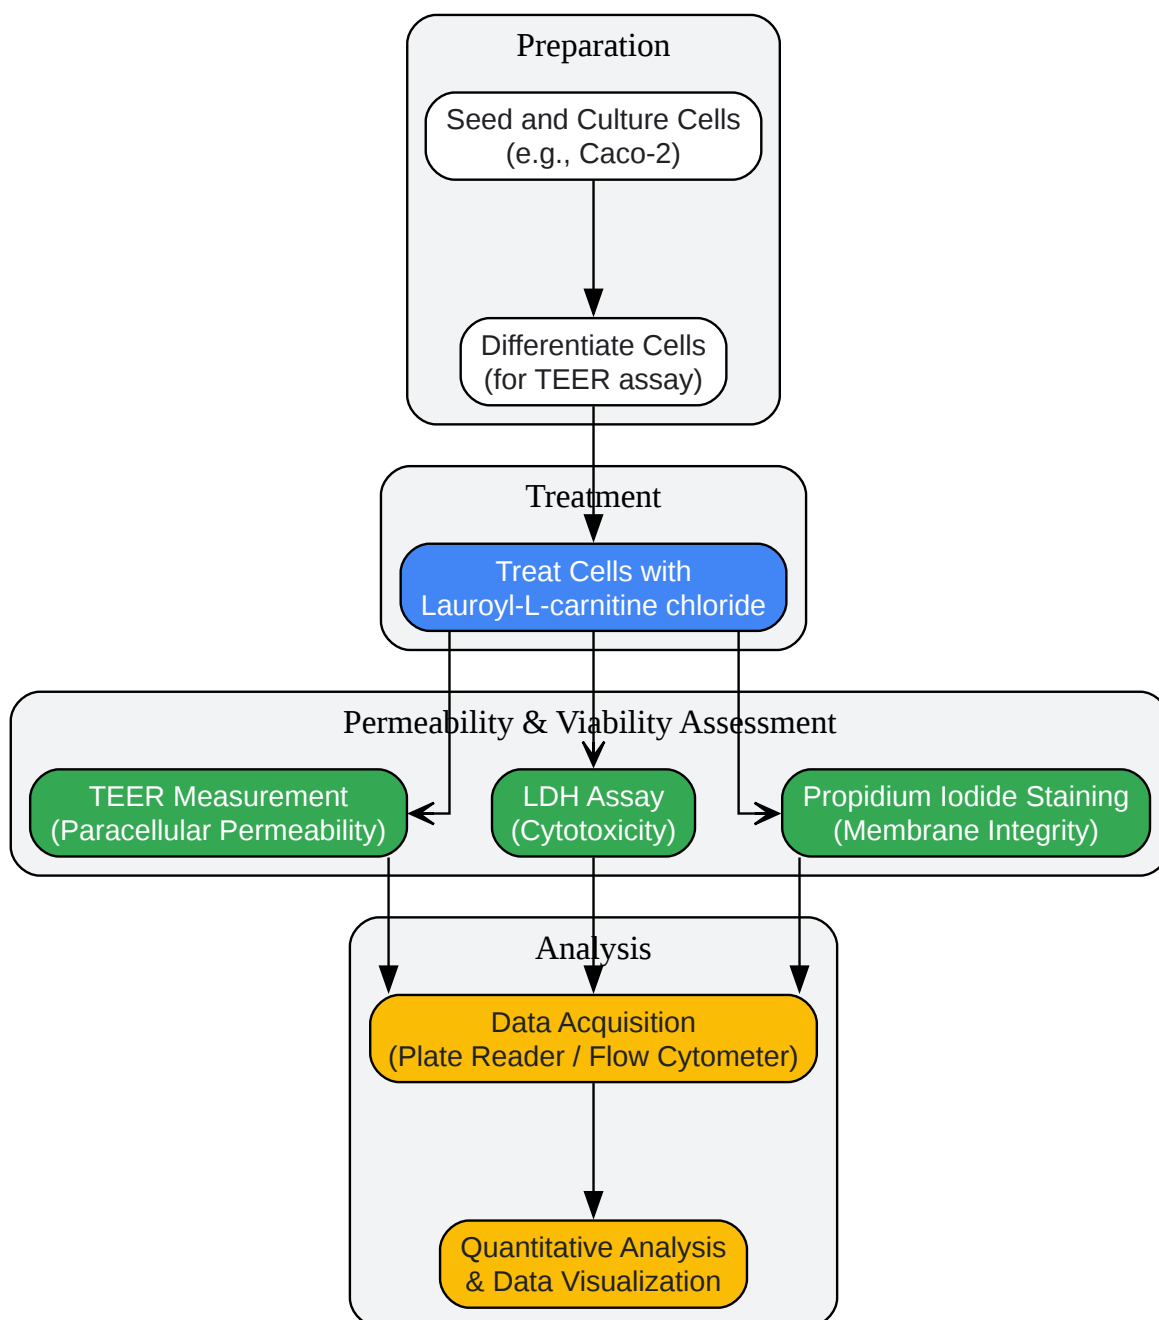 Preparation
Seed and Culture Cells
(e.g., Caco-2)
Differentiate Cells
(for TEER assay)
Treatment
Treat Cells with
Lauroyl-L-carnitine chloride
Permeability & Viability Assessment
TEER Measurement
(Paracellular Permeability)
LDH Assay
(Cytotoxicity)
Propidium Iodide Staining
(Membrane Integrity)
Analysis
Data Acquisition
(Plate Reader / Flow Cytometer)
Quantitative Analysis
& Data Visualization